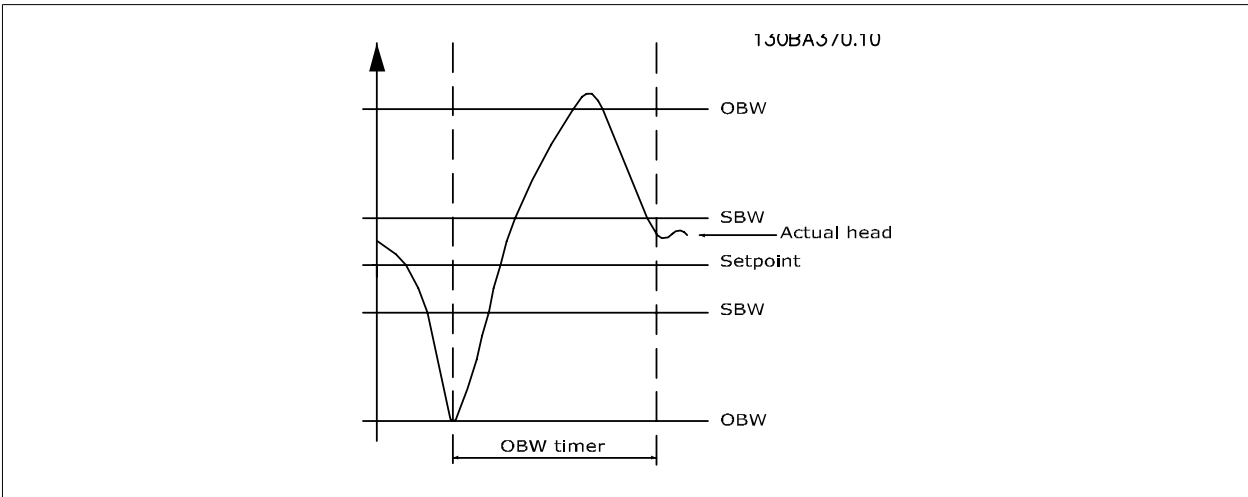 130BA370.10
OBW
SBW
Actual head
Setpoint
SBW
OBW
OBW timer